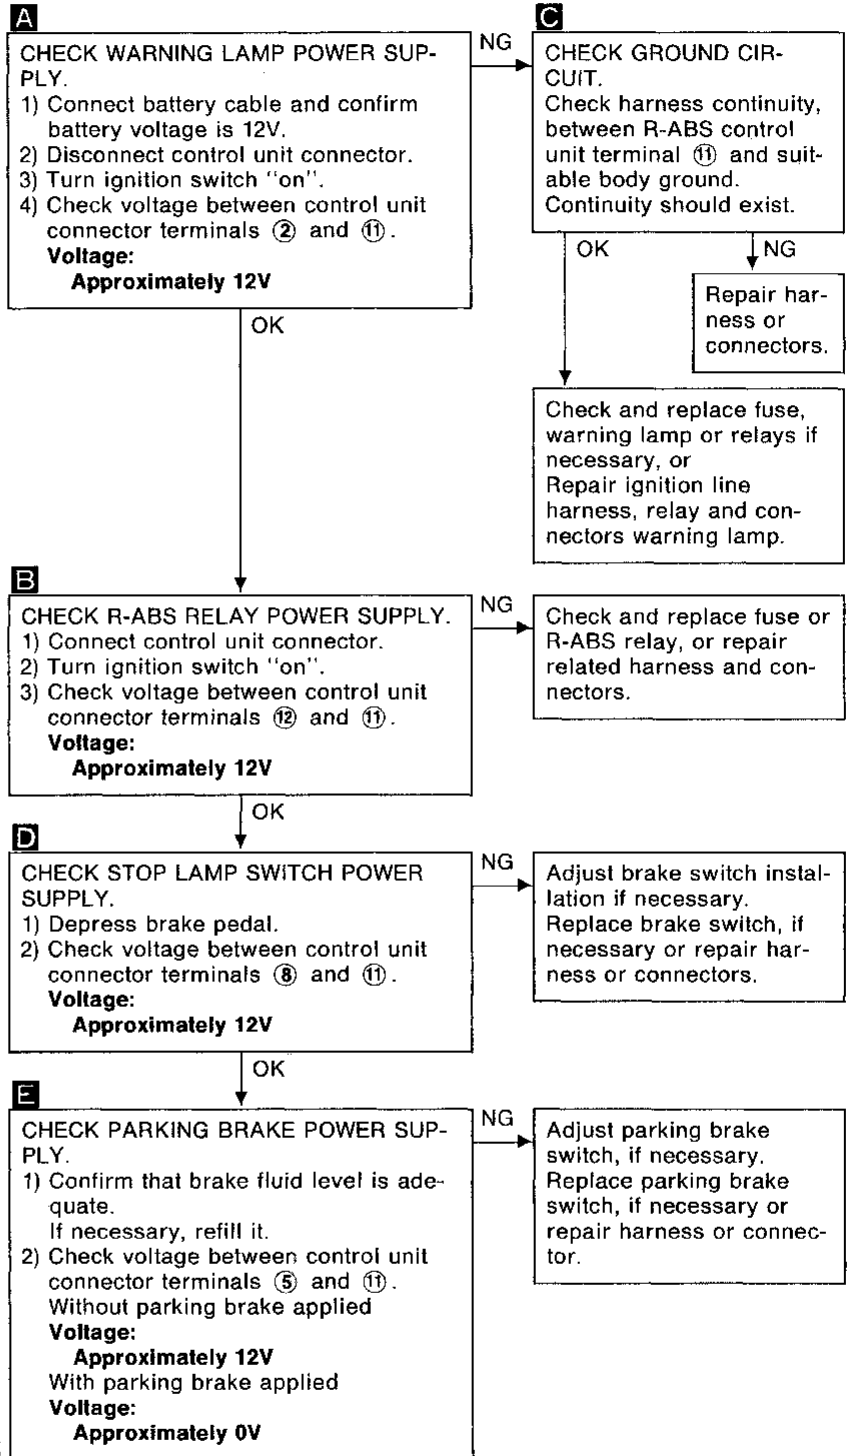 A
CHECK WARNING LAMP POWER SUP-
PLY.
1) Connect battery cable and confirm
battery voltage is 12V.
2) Disconnect control unit connector.
3) Turn ignition switch "on".
4) Check voltage between control unit
connector terminals ② and ⑪.
Voltage:
Approximately 12V
NG
C
CHECK GROUND CIR-
CUIT.
Check harness continuity,
between R-ABS control
unit terminal ⑪ and suit-
able body ground.
Continuity should exist.
OK
NG
Repair har-
ness or
connectors.
OK
Check and replace fuse,
warning lamp or relays if
necessary, or
Repair ignition line
harness, relay and con-
nectors warning lamp.
B
CHECK R-ABS RELAY POWER SUPPLY.
1) Connect control unit connector.
2) Turn ignition switch "on".
3) Check voltage between control unit
connector terminals ⑫ and ⑪.
Voltage:
Approximately 12V
NG
Check and replace fuse or
R-ABS relay, or repair
related harness and con-
nectors.
OK
D
CHECK STOP LAMP SWITCH POWER
SUPPLY.
1) Depress brake pedal.
2) Check voltage between control unit
connector terminals ⑧ and ⑪.
Voltage:
Approximately 12V
NG
Adjust brake switch instal-
lation if necessary.
Replace brake switch, if
necessary or repair har-
ness or connectors.
OK
E
CHECK PARKING BRAKE POWER SUP-
PLY.
1) Confirm that brake fluid level is ade-
quate.
If necessary, refill it.
2) Check voltage between control unit
connector terminals ⑤ and ⑪.
Without parking brake applied
Voltage:
Approximately 12V
With parking brake applied
Voltage:
Approximately 0V
NG
Adjust parking brake
switch, if necessary.
Replace parking brake
switch, if necessary or
repair harness or connec-
tor.